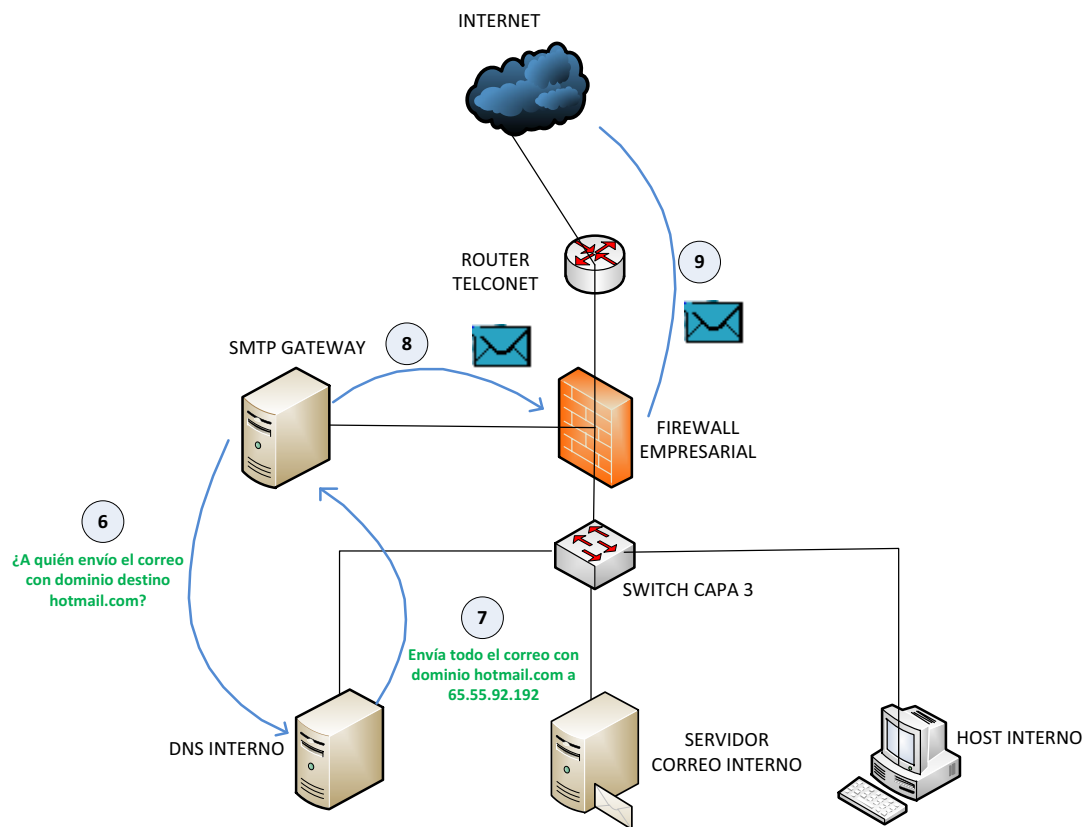 INTERNET
ROUTER
TELCONET
9
SMTP GATEWAY
8
FIREWALL
EMPRESARIAL
6
¿A quién envío el correo
con dominio destino
hotmail.com?
SWITCH CAPA 3
7
Envía todo el correo con
dominio hotmail.com a
65.55.92.192
DNS INTERNO
SERVIDOR
CORREO INTERNO
HOST INTERNO